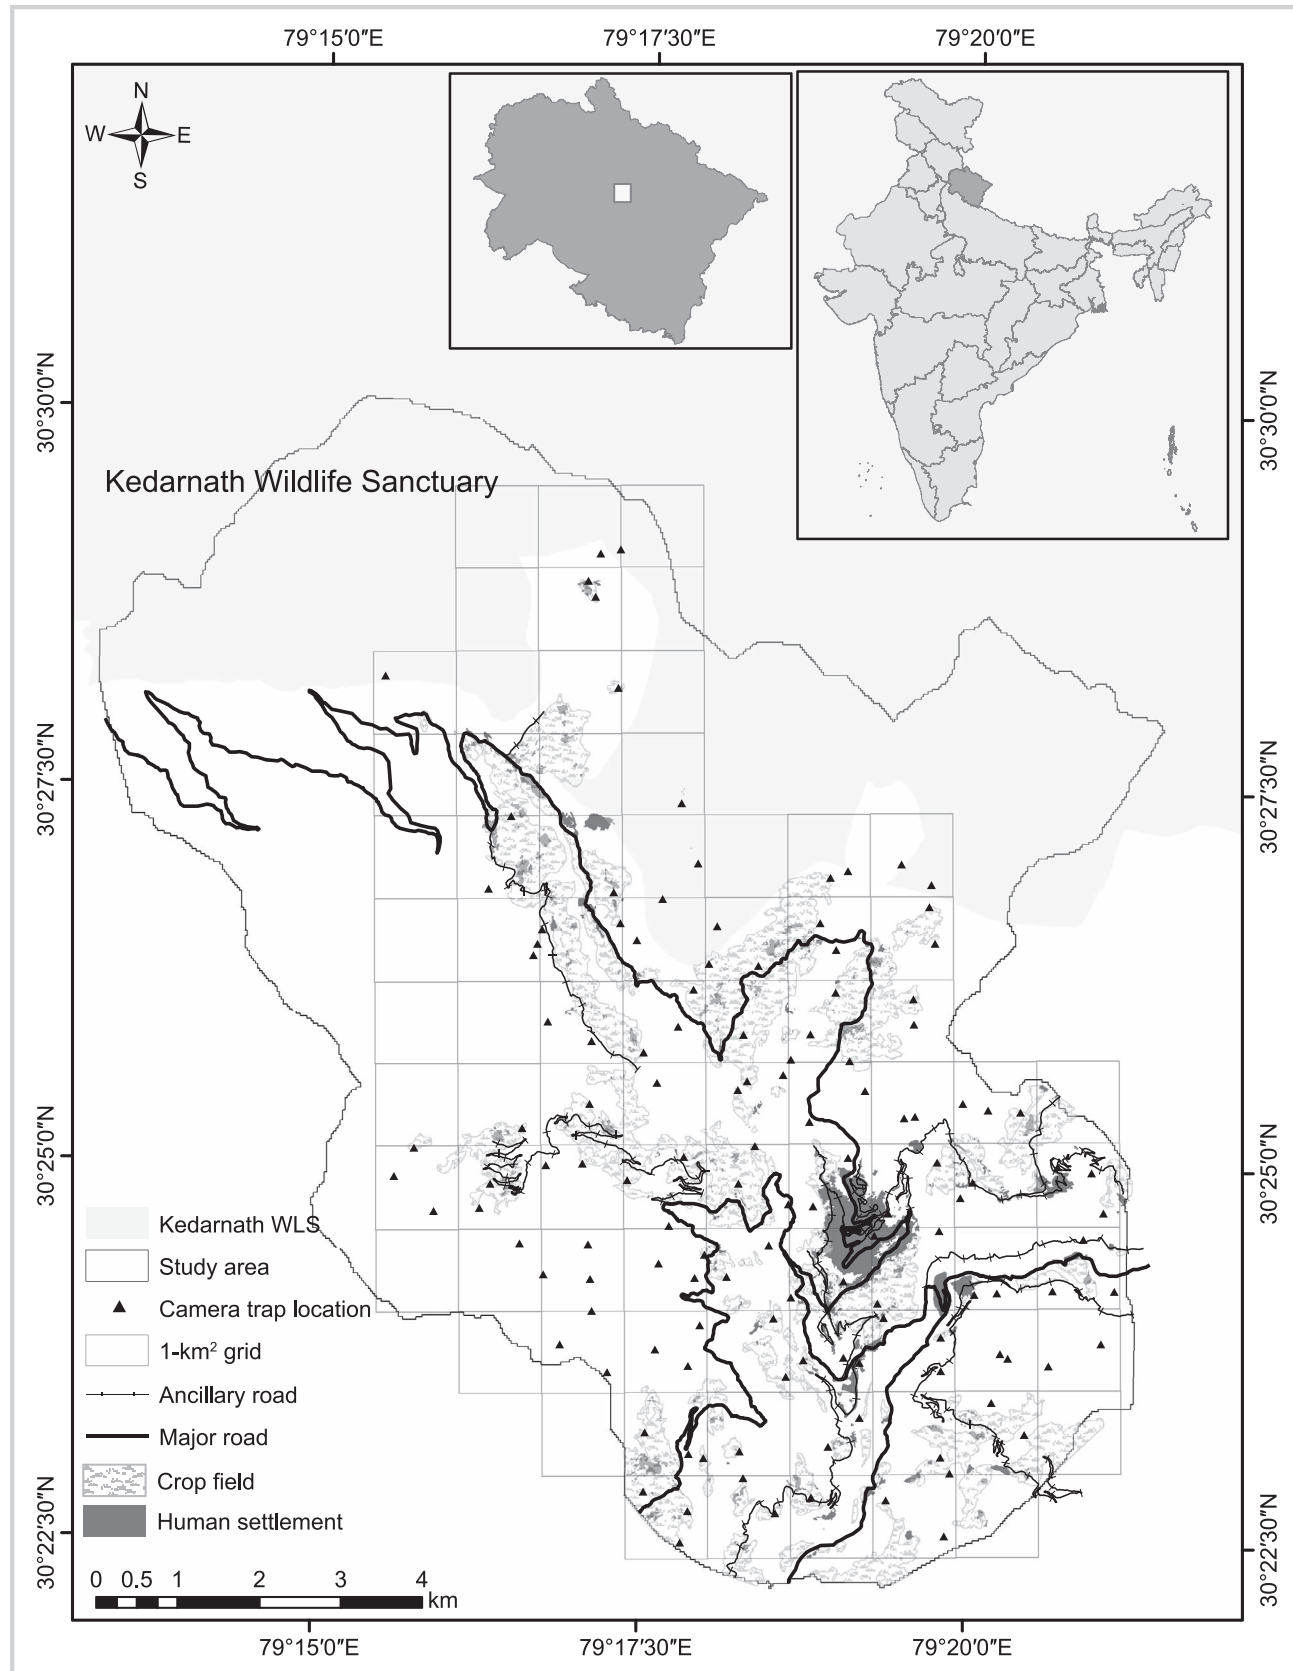 79°15′0″E
79°17′30″E
79°20′0″E
N
W
E
S
30°30′0″N
30°30′0″N
Kedarnath Wildlife Sanctuary
30°27′30″N
30°27′30″N
30°25′0″N
30°25′0″N
Kedarnath WLS
Study area
Camera trap location
1-km² grid
Ancillary road
Major road
Crop field
Human settlement
30°22′30″N
30°22′30″N
0 0.5 1 2 3 4
km
79°15′0″E
79°17′30″E
79°20′0″E